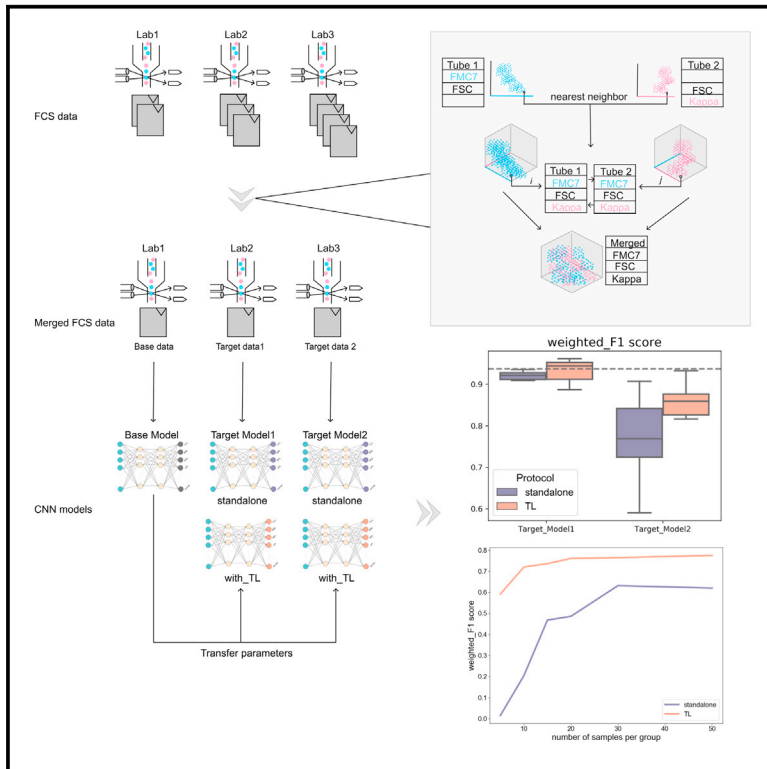 Lab1
Lab2
Lab3
FCS data
Tube 1
FMC7
FSC
Tube 2
FSC
Kappa
nearest neighbor
i
Tube 1
FMC7
FSC
Kappa
Tube 2
FMC7
FSC
Kappa
j
Merged
FMC7
FSC
Kappa
Lab1
Lab2
Lab3
Merged FCS data
Base data
Target data1
Target data 2
Base Model
Target Model1
Target Model2
standalone
standalone
CNN models
with_TL
with_TL
Transfer parameters
weighted_F1 score
0.9
0.8
0.7
0.6
Protocol
standalone
TL
Target_Model1
Target_Model2
weighted_F1 score
0.8
0.7
0.6
0.5
0.4
0.3
0.2
0.1
0.0
standalone
TL
10
20
30
40
50
number of samples per group